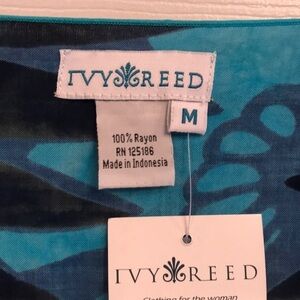 IVY REED
M
100% Rayon
RN 125186
Made in Indonesia
IVY REED
Clothing for the woman